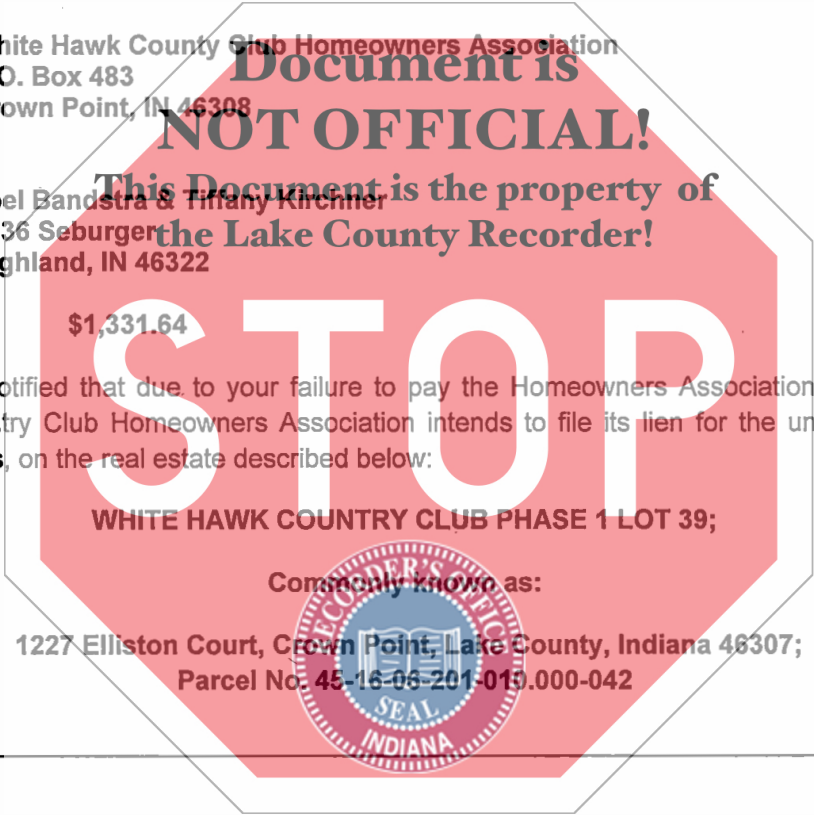 hite Hawk County Club Homeowners Association
O. Box 483
own Point, IN 46308
Document is
NOT OFFICIAL!
This Document is the property of
the Lake County Recorder!
el Bandstra & Tiffany Kirchner
36 Seburger
ghland, IN 46322
$1,331.64
STOP
otified that due to your failure to pay the Homeowners Association
try Club Homeowners Association intends to file its lien for the un
s, on the real estate described below:
WHITE HAWK COUNTRY CLUB PHASE 1 LOT 39;
Commonly known as:
1227 Elliston Court, Crown Point, Lake County, Indiana 46307;
Parcel No. 45-16-06-201-010.000-042
RECORDER'S OFFICE
SEAL
INDIANA